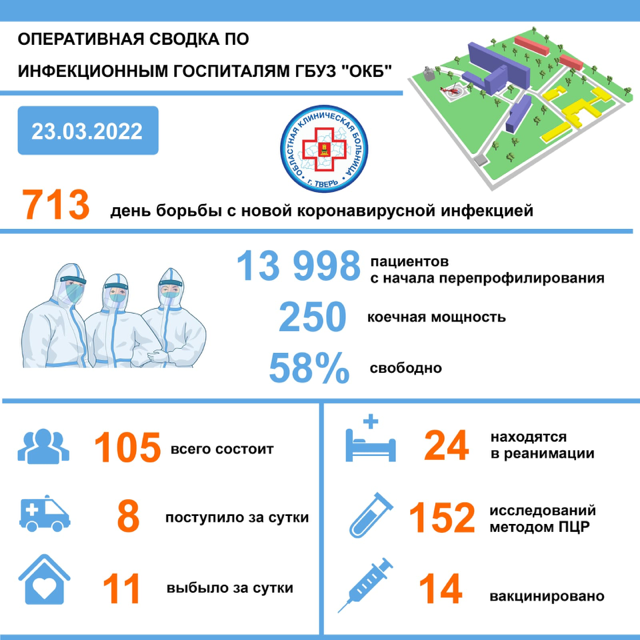 ОПЕРАТИВНАЯ СВОДКА ПО
ИНФЕКЦИОННЫМ ГОСПИТАЛЯМ ГБУЗ "ОКБ"
23.03.2022
ОБЛАСТНАЯ КЛИНИЧЕСКАЯ БОЛЬНИЦА
г. ТВЕРЬ
713 день борьбы с новой коронавирусной инфекцией
13 998 пациентов
с начала перепрофилирования
250 коечная мощность
58% свободно
105 всего состоит
8 поступило за сутки
11 выбыло за сутки
24 находятся
в реанимации
152 исследований
методом ПЦР
14 вакцинировано